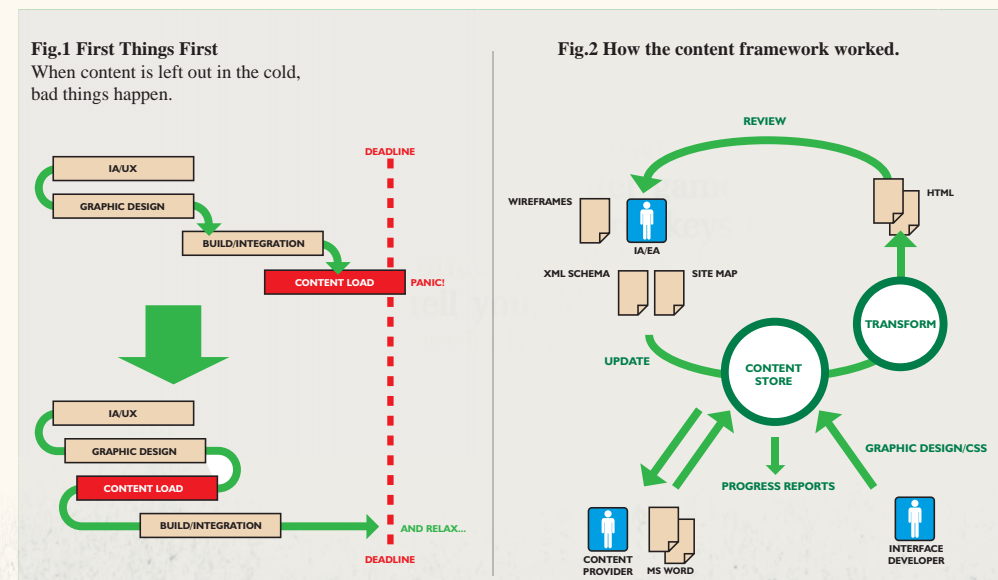 Fig.1 First Things First
When content is left out in the cold,
bad things happen.
DEADLINE
IA/UX
GRAPHIC DESIGN
BUILD/INTEGRATION
CONTENT LOAD
PANIC!
IA/UX
GRAPHIC DESIGN
CONTENT LOAD
BUILD/INTEGRATION
AND RELAX...
DEADLINE
Fig.2 How the content framework worked.
REVIEW
WIREFRAMES
IA/EA
HTML
XML SCHEMA
SITE MAP
TRANSFORM
UPDATE
CONTENT
STORE
GRAPHIC DESIGN/CSS
PROGRESS REPORTS
CONTENT
PROVIDER
MS WORD
INTERFACE
DEVELOPER